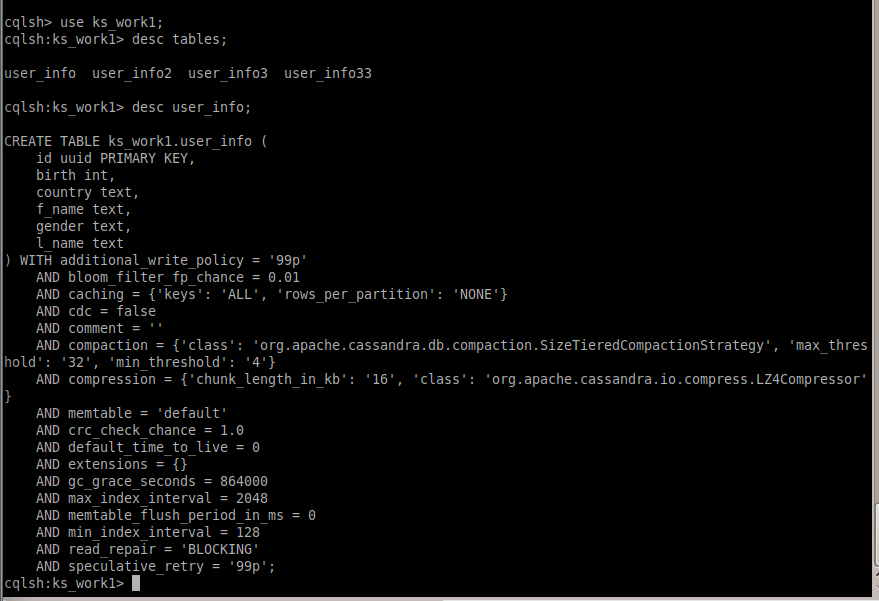 cqlsh> use ks_work1;
cqlsh:ks_work1> desc tables;
user_info  user_info2  user_info3  user_info33
cqlsh:ks_work1> desc user_info;
CREATE TABLE ks_work1.user_info (
    id uuid PRIMARY KEY,
    birth int,
    country text,
    f_name text,
    gender text,
    l_name text
) WITH additional_write_policy = '99p'
    AND bloom_filter_fp_chance = 0.01
    AND caching = {'keys': 'ALL', 'rows_per_partition': 'NONE'}
    AND cdc = false
    AND comment = ''
    AND compaction = {'class': 'org.apache.cassandra.db.compaction.SizeTieredCompactionStrategy', 'max_thres
hold': '32', 'min_threshold': '4'}
    AND compression = {'chunk_length_in_kb': '16', 'class': 'org.apache.cassandra.io.compress.LZ4Compressor'
}
    AND memtable = 'default'
    AND crc_check_chance = 1.0
    AND default_time_to_live = 0
    AND extensions = {}
    AND gc_grace_seconds = 864000
    AND max_index_interval = 2048
    AND memtable_flush_period_in_ms = 0
    AND min_index_interval = 128
    AND read_repair = 'BLOCKING'
    AND speculative_retry = '99p';
cqlsh:ks_work1>